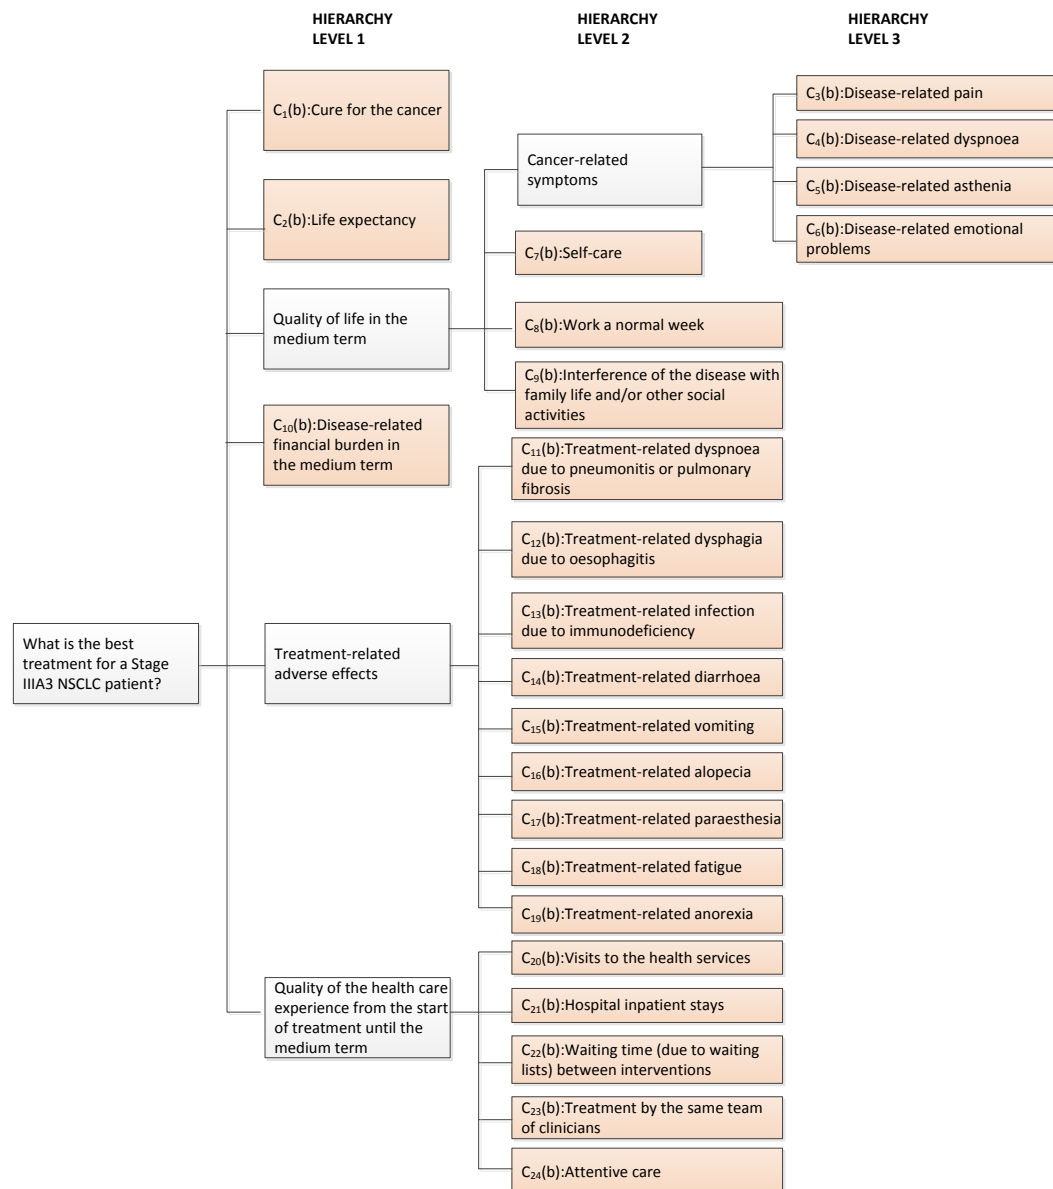 HIERARCHY
LEVEL 1
HIERARCHY
LEVEL 2
HIERARCHY
LEVEL 3
What is the best
treatment for a Stage
IIIA3 NSCLC patient?
C₁(b):Cure for the cancer
C₂(b):Life expectancy
Quality of life in the
medium term
C₁₀(b):Disease-related
financial burden in
the medium term
Treatment-related
adverse effects
Quality of the health care
experience from the start
of treatment until the
medium term
Cancer-related
symptoms
C₇(b):Self-care
C₈(b):Work a normal week
C₉(b):Interference of the disease with
family life and/or other social
activities
C₁₁(b):Treatment-related dyspnoea
due to pneumonitis or pulmonary
fibrosis
C₁₂(b):Treatment-related dysphagia
due to oesophagitis
C₁₃(b):Treatment-related infection
due to immunodeficiency
C₁₄(b):Treatment-related diarrhoea
C₁₅(b):Treatment-related vomiting
C₁₆(b):Treatment-related alopecia
C₁₇(b):Treatment-related paraesthesia
C₁₈(b):Treatment-related fatigue
C₁₉(b):Treatment-related anorexia
C₂₀(b):Visits to the health services
C₂₁(b):Hospital inpatient stays
C₂₂(b):Waiting time (due to waiting
lists) between interventions
C₂₃(b):Treatment by the same team
of clinicians
C₂₄(b):Attentive care
C₃(b):Disease-related pain
C₄(b):Disease-related dyspnoea
C₅(b):Disease-related asthenia
C₆(b):Disease-related emotional
problems